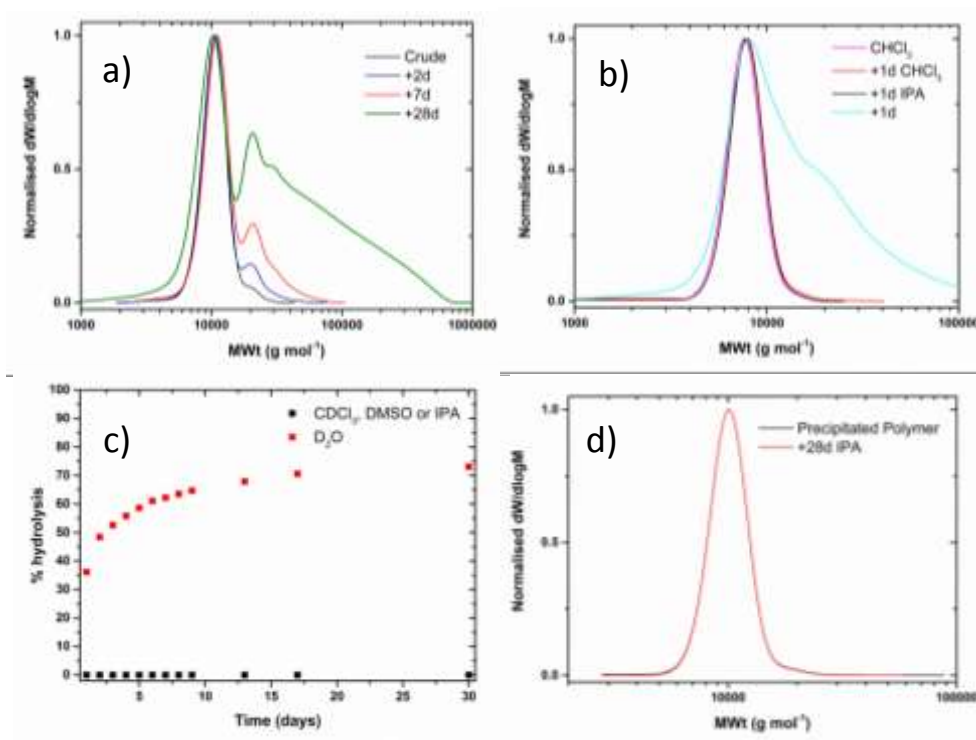 a)
Normalised dW/dlogM
1.0
0.5
0.0
Crude
+2d
+7d
+28d
1000
10000
100000
1000000
MWt (g mol⁻¹)
b)
Normalised dW/dlogM
1.0
0.5
0.0
CHCl₃
+1d CHCl₃
+1d IPA
+1d
1000
10000
100000
MWt (g mol⁻¹)
c)
% hydrolysis
100
90
80
70
60
50
40
30
20
10
0
CDCl₃, DMSO or IPA
D₂O
5
10
15
20
25
30
Time (days)
d)
Normalised dW/dlogM
1.0
0.5
0.0
Precipitated Polymer
+28d IPA
10000
100000
MWt (g mol⁻¹)